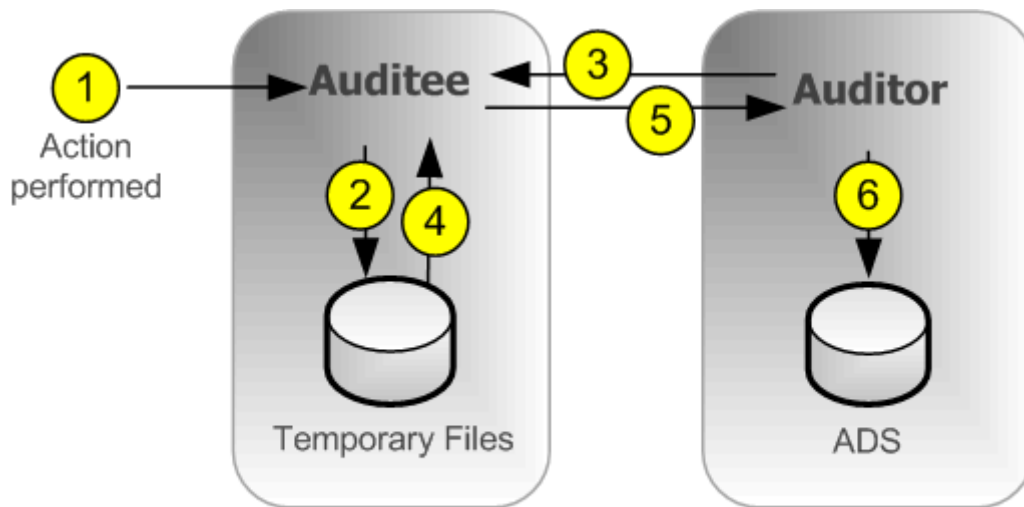 1
Action
performed
Auditee
2
4
Temporary Files
3
5
Auditor
6
ADS